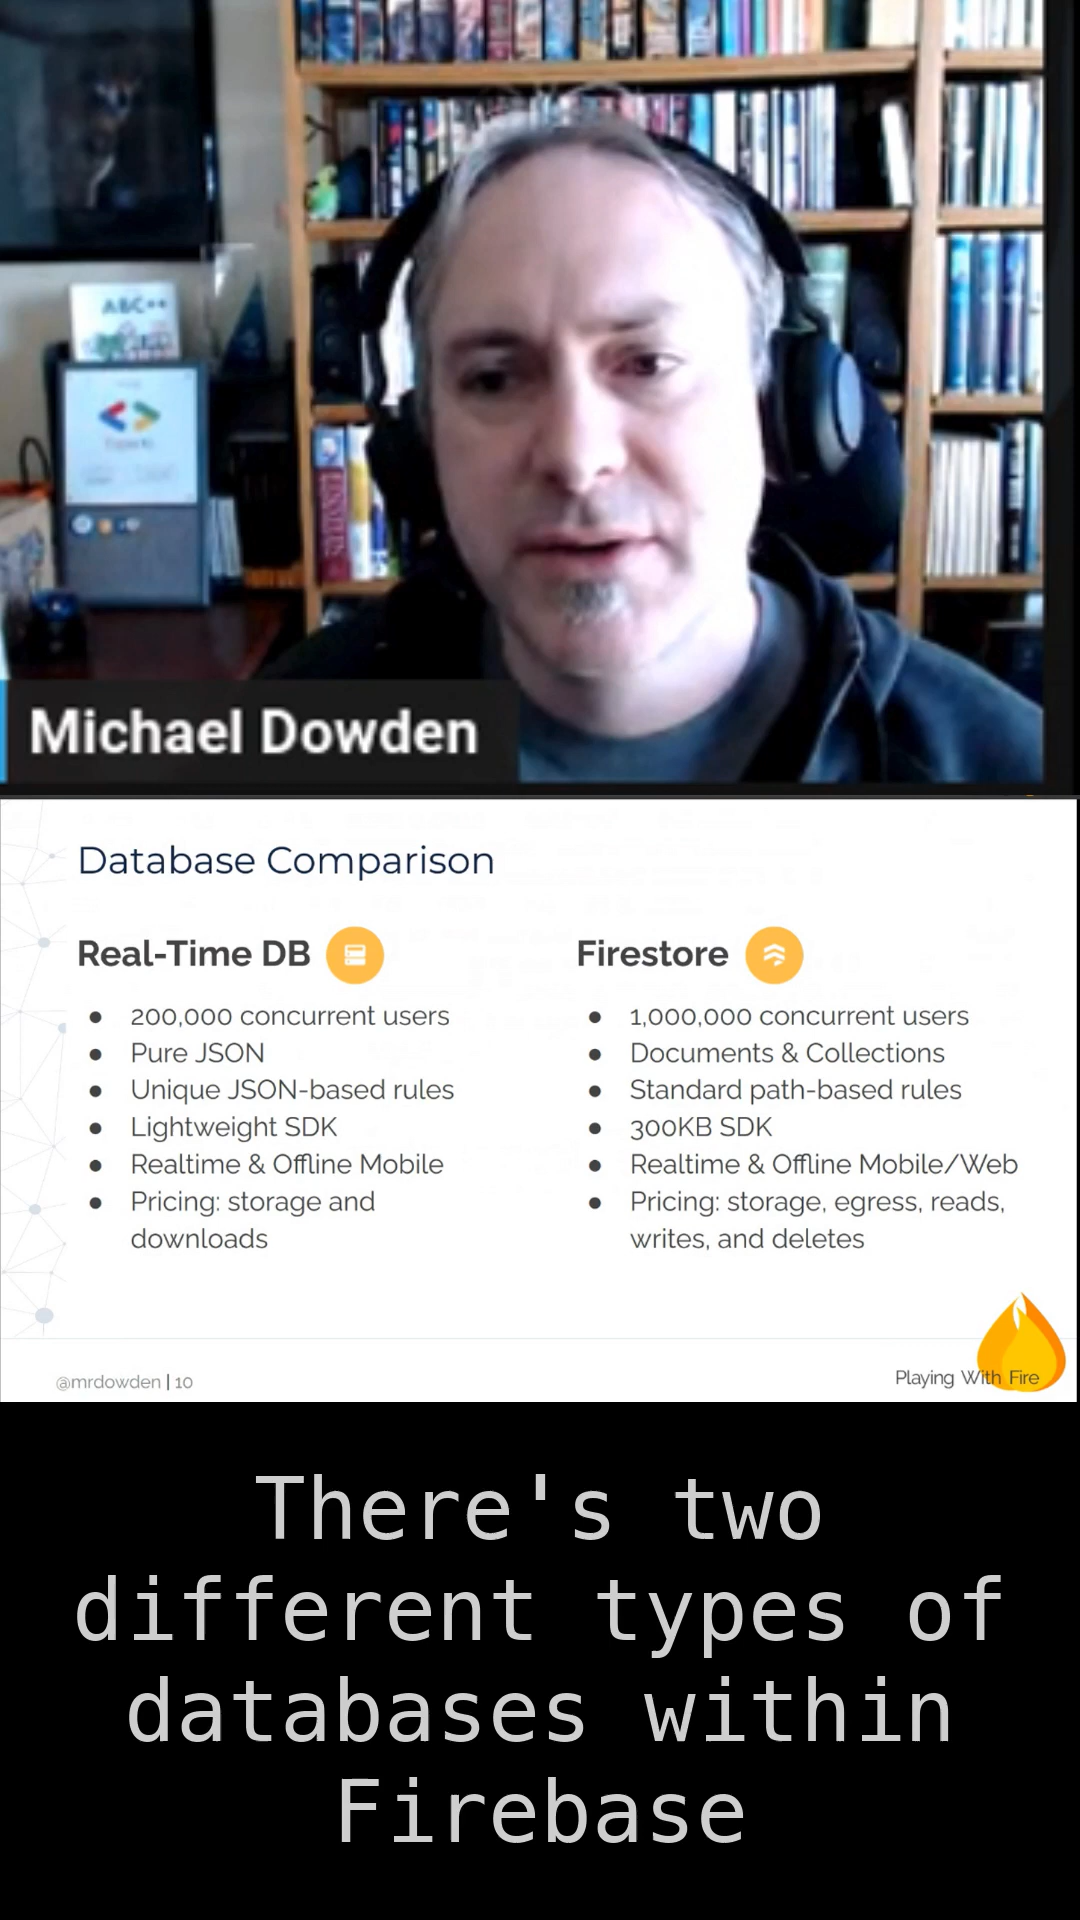 ABC++
EINSTEIN
Michael Dowden
Database Comparison
Real-Time DB
● 200,000 concurrent users
● Pure JSON
● Unique JSON-based rules
● Lightweight SDK
● Realtime & Offline Mobile
● Pricing: storage and
downloads
Firestore
● 1,000,000 concurrent users
● Documents & Collections
● Standard path-based rules
● 300KB SDK
● Realtime & Offline Mobile/Web
● Pricing: storage, egress, reads,
writes, and deletes
@mrdowden | 10
Playing With Fire
There's two
different types of
databases within
Firebase